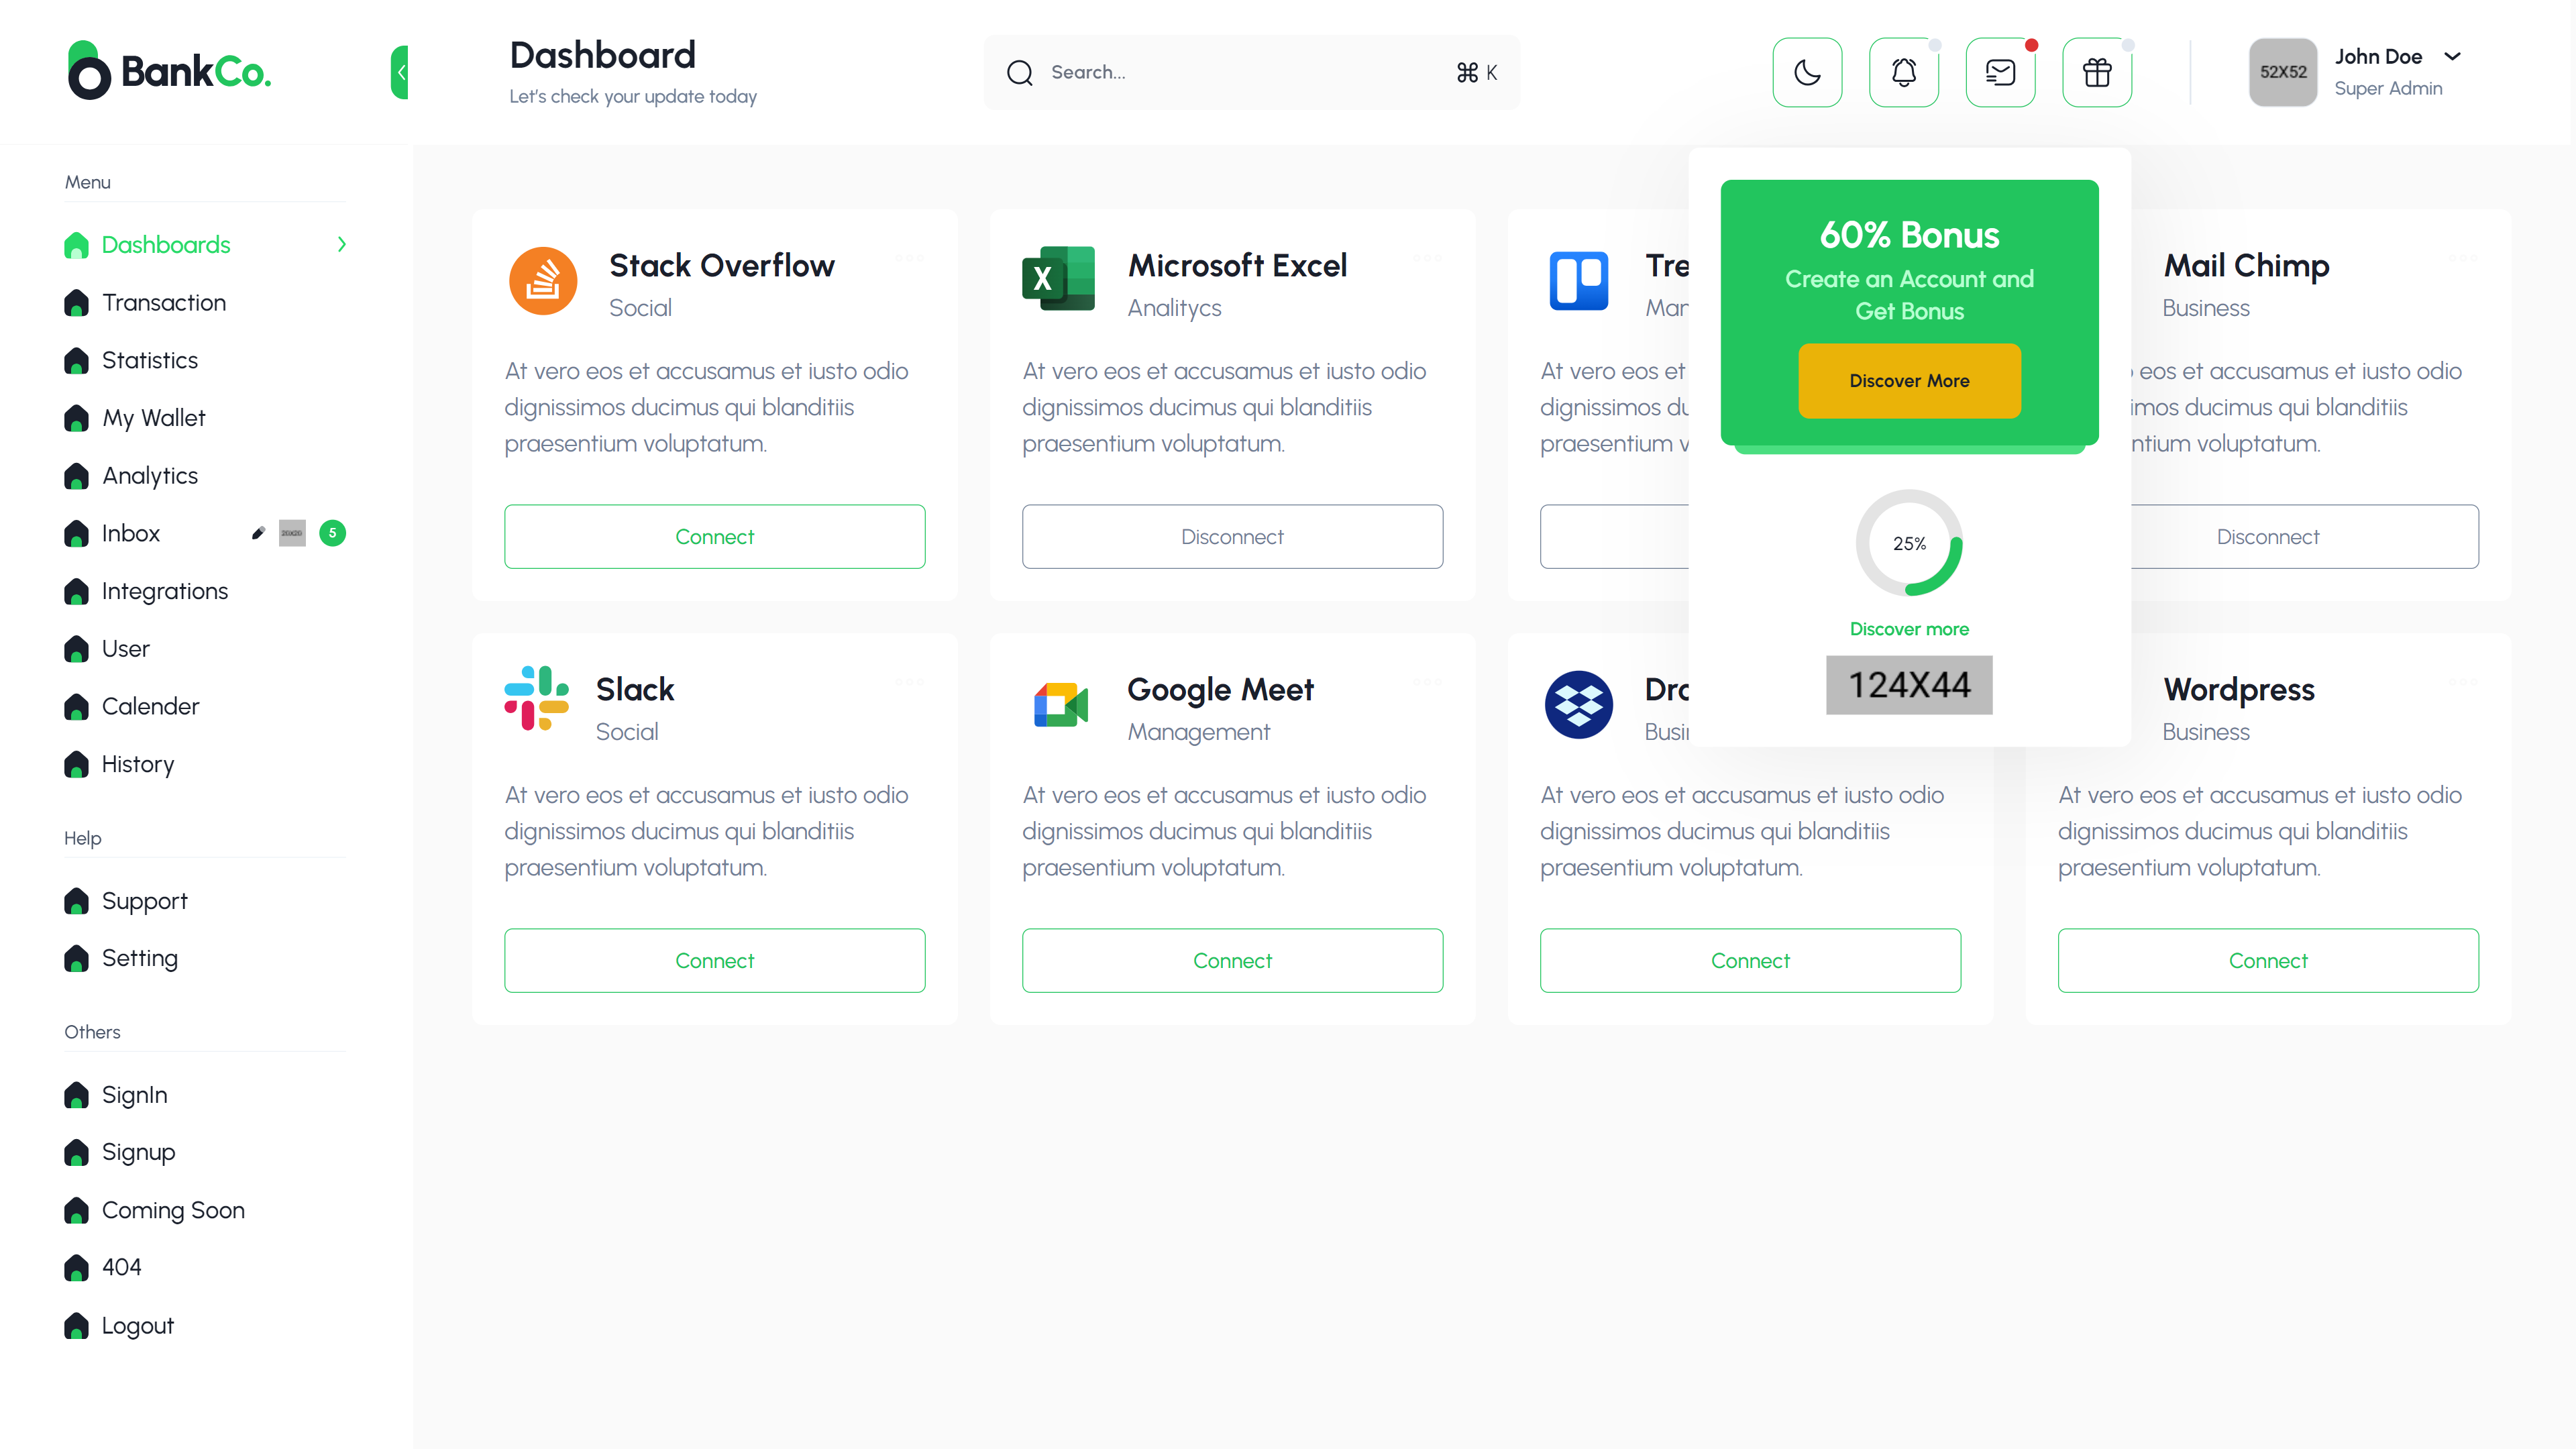 BankCo.
Dashboard
Let's check your update today
Search...
⌘ K
52X52
John Doe
Super Admin
Menu
Dashboards
Transaction
Statistics
My Wallet
Analytics
Inbox
5
Integrations
User
Calender
History
Help
Support
Setting
Others
SignIn
Signup
Coming Soon
404
Logout
Stack Overflow
Social
At vero eos et accusamus et iusto odio
dignissimos ducimus qui blanditiis
praesentium voluptatum.
Connect
Microsoft Excel
Analitycs
At vero eos et accusamus et iusto odio
dignissimos ducimus qui blanditiis
praesentium voluptatum.
Disconnect
Tre
Man
At vero eos et
dignissimos du
praesentium v
60% Bonus
Create an Account and
Get Bonus
Discover More
25%
Discover more
124X44
Mail Chimp
Business
eos et accusamus et iusto odio
imos ducimus qui blanditiis
ntium voluptatum.
Disconnect
Slack
Social
At vero eos et accusamus et iusto odio
dignissimos ducimus qui blanditiis
praesentium voluptatum.
Connect
Google Meet
Management
At vero eos et accusamus et iusto odio
dignissimos ducimus qui blanditiis
praesentium voluptatum.
Connect
Dro
Busin
At vero eos et accusamus et iusto odio
dignissimos ducimus qui blanditiis
praesentium voluptatum.
Connect
Wordpress
Business
At vero eos et accusamus et iusto odio
dignissimos ducimus qui blanditiis
praesentium voluptatum.
Connect